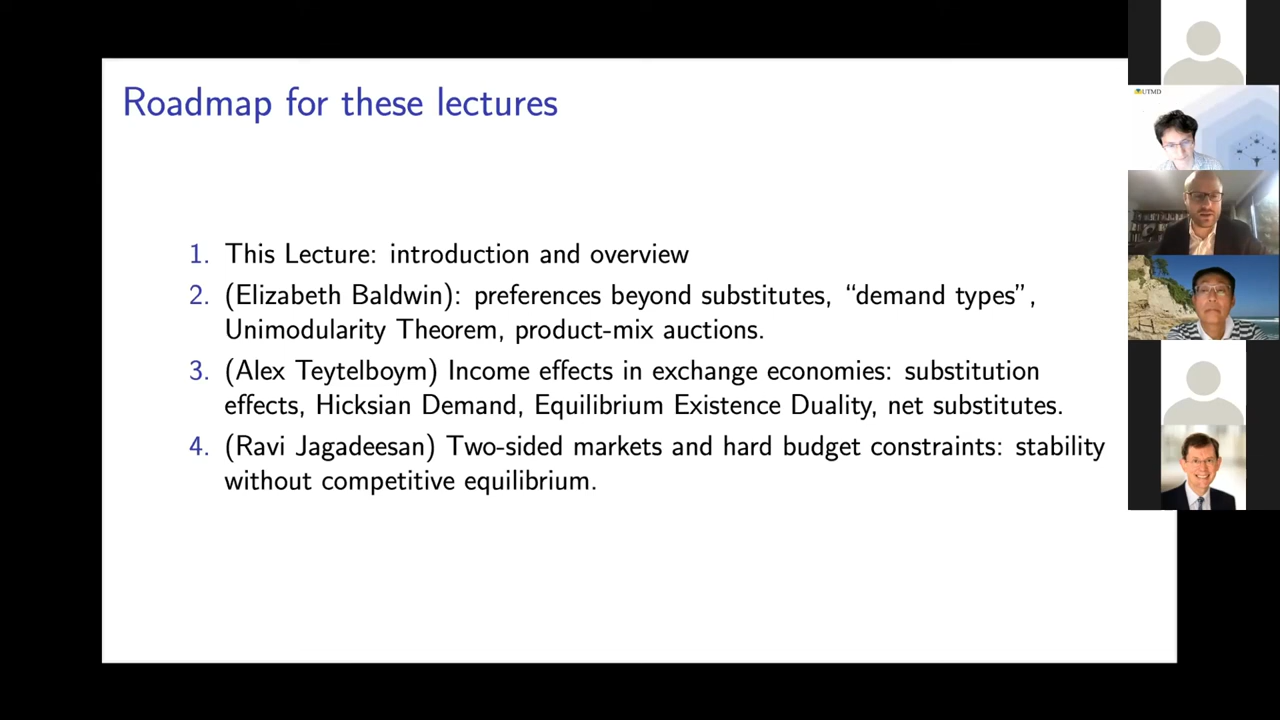 Roadmap for these lectures
1. This Lecture: introduction and overview
2. (Elizabeth Baldwin): preferences beyond substitutes, “demand types”,
Unimodularity Theorem, product-mix auctions.
3. (Alex Teytelboym) Income effects in exchange economies: substitution
effects, Hicksian Demand, Equilibrium Existence Duality, net substitutes.
4. (Ravi Jagadeesan) Two-sided markets and hard budget constraints: stability
without competitive equilibrium.
UTMD